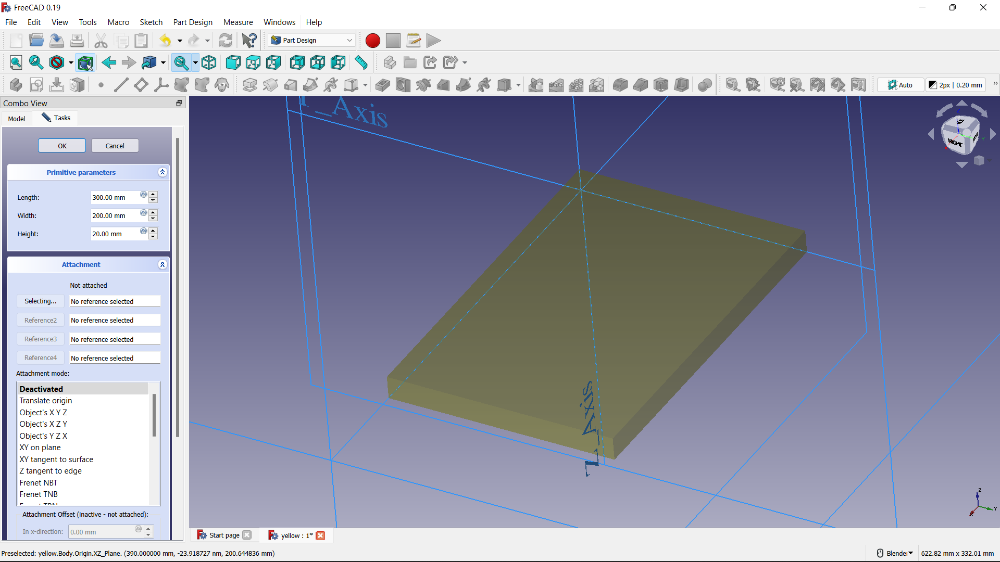 FreeCAD 0.19
File Edit View Tools Macro Sketch Part Design Measure Windows Help
Part Design
Auto
2px | 0.20 mm
Combo View
Model
Tasks
OK
Cancel
Primitive parameters
Length:
300.00 mm
Width:
200.00 mm
Height:
20.00 mm
Attachment
Not attached
Selecting...
No reference selected
Reference2
No reference selected
Reference3
No reference selected
Reference4
No reference selected
Attachment mode:
Deactivated
Translate origin
Object's X Y Z
Object's X Z Y
Object's Y Z X
XY on plane
XY tangent to surface
Z tangent to edge
Frenet NBT
Frenet TNB
Attachment Offset (inactive - not attached):
In x-direction:
0.00 mm
_Axis
RIGHT
Z
Y
X
Z
Y
X
Start page
yellow : 1*
Preselected: yellow.Body.Origin.XZ_Plane. (390.000000 mm, -23.918727 nm, 200.644836 mm)
Blender
622.82 mm x 332.01 mm